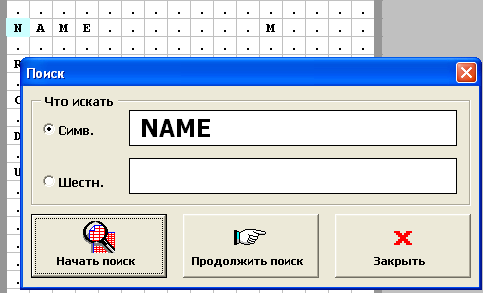 . . . . . . . . . . . . . . . . . . .
N A M E . . . . . . . . . M . . . . .
. . . . . . . . . . . . . . . . . . .
R
Поиск
C
Что искать
Симв. NAME
D
U
Шестн.
Начать поиск Продолжить поиск Закрыть